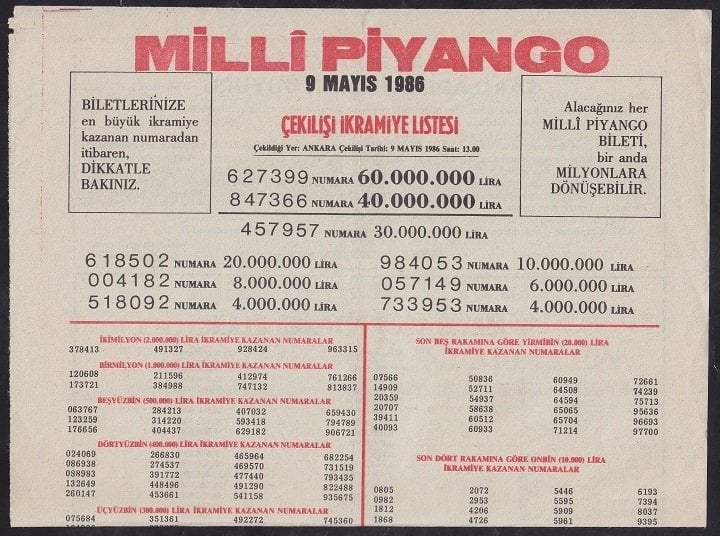 MİLLÎ PİYANGO
9 MAYIS 1986
BİLETLERİNİZE
en büyük ikramiye
kazanan numaradan
itibaren,
DİKKATLE
BAKINIZ.
ÇEKİLİŞİ İKRAMİYE LİSTESİ
Çekildiği Yer: ANKARA Çekilişi Tarihi: 9 MAYIS 1986 Saat: 13.00
Alacağınız her
MİLLÎ PİYANGO
BİLETİ,
bir anda
MİLYONLARA
DÖNÜŞEBİLİR.
627399 NUMARA 60.000.000 LİRA
847366 NUMARA 40.000.000 LİRA
457957 NUMARA 30.000.000 LİRA
618502 NUMARA 20.000.000 LİRA
004182 NUMARA 8.000.000 LİRA
518092 NUMARA 4.000.000 LİRA
984053 NUMARA 10.000.000 LİRA
057149 NUMARA 6.000.000 LİRA
733953 NUMARA 4.000.000 LİRA
İKİMİLYON (2.000.000) LİRA İKRAMİYE KAZANAN NUMARALAR
378413 491327 928424 963315
BİRMİLYON (1.000.000) LİRA İKRAMİYE KAZANAN NUMARALAR
120608 211596 412974 761266
173721 384988 747132 813837
BEŞYÜZBİN (500.000) LİRA İKRAMİYE KAZANAN NUMARALAR
063767 284213 407032 659430
123259 314220 593418 794789
176656 404437 629182 906721
DÖRTYÜZBİN (400.000) LİRA İKRAMİYE KAZANAN NUMARALAR
024069 266830 465964 682254
086938 274537 469570 731519
098983 391772 477440 793435
132649 448496 491290 822488
260147 453661 541158 935675
ÜÇYÜZBİN (300.000) LİRA İKRAMİYE KAZANAN NUMARALAR
075684 351361 492272 745360
SON BEŞ RAKAMINA GÖRE YİRMİBİN (20.000) LİRA
İKRAMİYE KAZANAN NUMARALAR
07566 50836 60949 72661
14909 52711 64508 74239
20359 54937 64594 75713
20707 58638 65065 95636
39411 60512 65704 96693
40093 60933 71214 97700
SON DÖRT RAKAMINA GÖRE ONBİN (10.000) LİRA
İKRAMİYE KAZANAN NUMARALAR
0805 2072 5446 6193
0982 2953 5595 7394
1812 4206 5909 8037
1868 4726 5961 9395